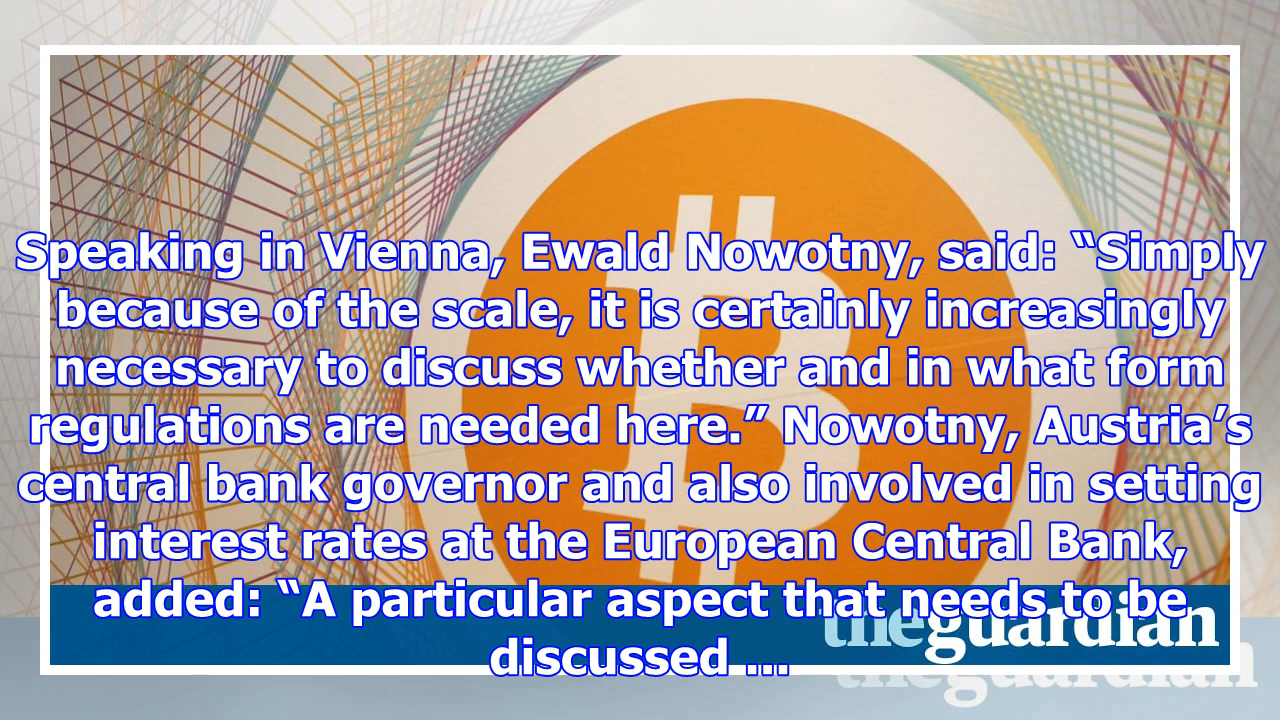 Speaking in Vienna, Ewald Nowotny, said: “Simply
because of the scale, it is certainly increasingly
necessary to discuss whether and in what form
regulations are needed here.” Nowotny, Austria’s
central bank governor and also involved in setting
interest rates at the European Central Bank,
added: “A particular aspect that needs to be
discussed ...
theguardian
theguardian